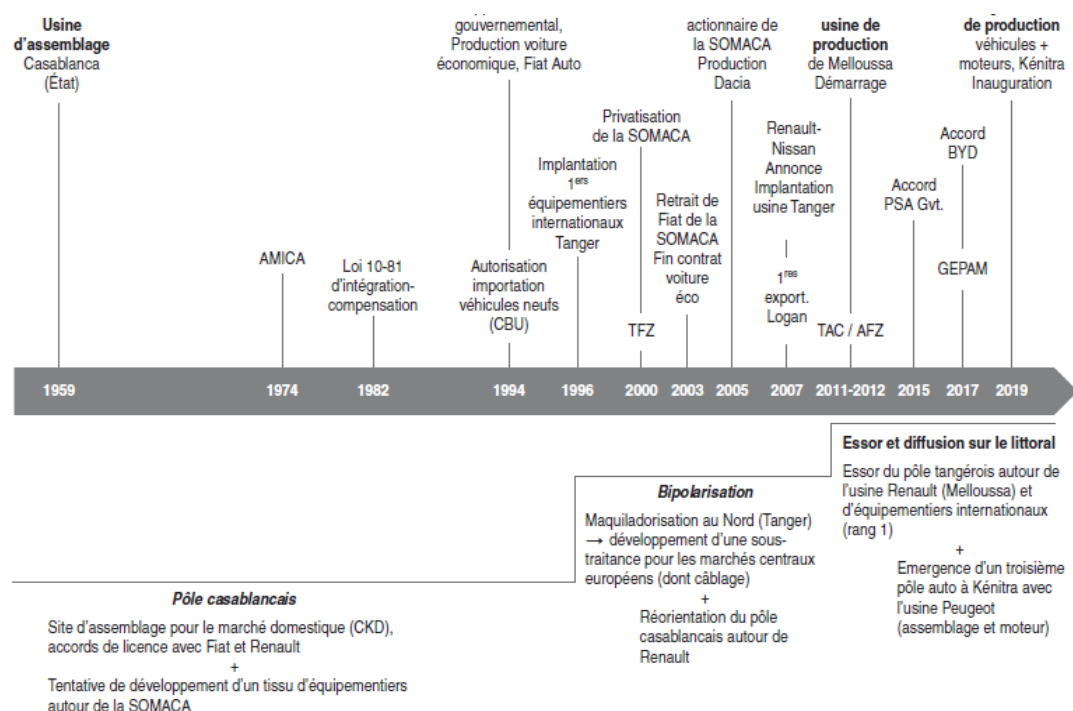 Usine
d'assemblage
Casablanca
(État)
gouvernemental,
Production voiture
économique, Fiat Auto
actionnaire de
la SOMACA
Production
Dacia
usine de
production
de Melloussa
Démarrage
de production
véhicules +
moteurs, Kénitra
Inauguration
Privatisation
de la SOMACA
Implantation
1ers
équipementiers
internationaux
Tanger
Retrait de
Fiat de la
SOMACA
Fin contrat
voiture
éco
Renault-
Nissan
Annonce
Implantation
usine Tanger
Accord
BYD
Accord
PSA Gvt.
AMICA
Loi 10-81
d'intégration-
compensation
Autorisation
importation
véhicules neufs
(CBU)
TFZ
1res
export.
Logan
TAC / AFZ
GEPAM
1959
1974
1982
1994
1996
2000
2003
2005
2007
2011-2012
2015
2017
2019
Pôle casablancais
Site d'assemblage pour le marché domestique (CKD),
accords de licence avec Fiat et Renault
+
Tentative de développement d'un tissu d'équipementiers
autour de la SOMACA
Bipolarisation
Maquiladorisation au Nord (Tanger)
→ développement d'une sous-
traitance pour les marchés centraux
européens (dont câblage)
+
Réorientation du pôle
casablancais autour de
Renault
Essor et diffusion sur le littoral
Essor du pôle tangérois autour de
l'usine Renault (Melloussa) et
d'équipementiers internationaux
(rang 1)
+
Emergence d'un troisième
pôle auto à Kénitra avec
l'usine Peugeot
(assemblage et moteur)